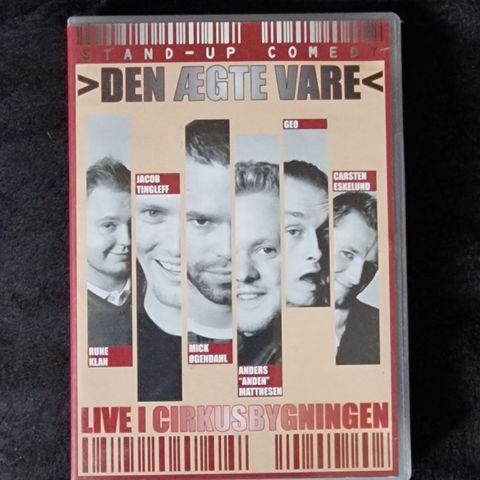 STAND-UP COMEDY
>DEN ÆGTE VARE<
GEO
JACOB
TINGLEFF
CARSTEN
ESKELUND
RUNE
KLAN
MICK
ØGENDAHL
ANDERS
"ANDEN"
MATTHESEN
LIVE I CIRKUSBYGNINGEN